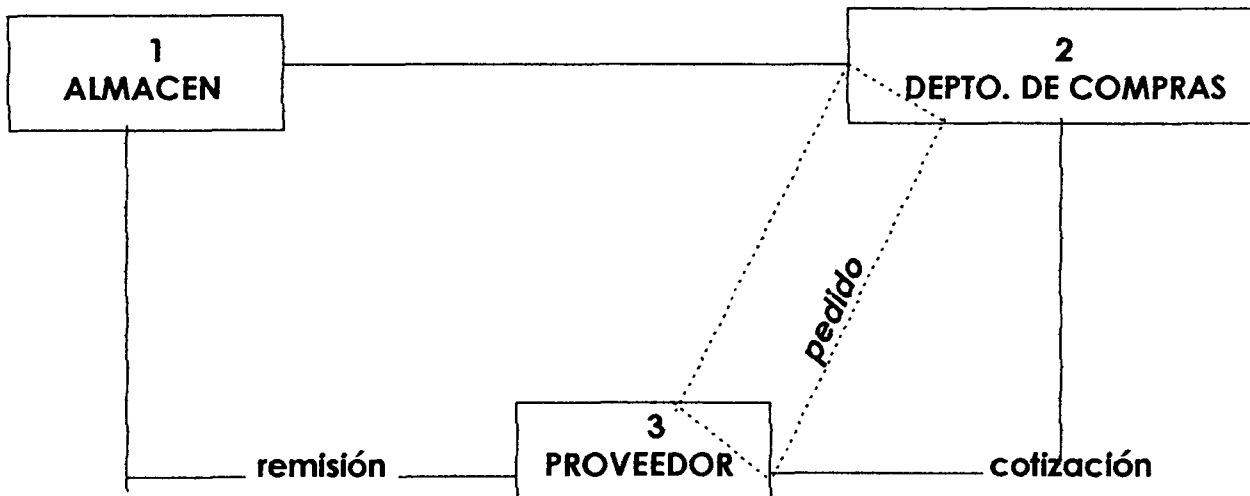 1
ALMACEN
2
DEPTO. DE COMPRAS
pedido
3
PROVEEDOR
remisión
cotización